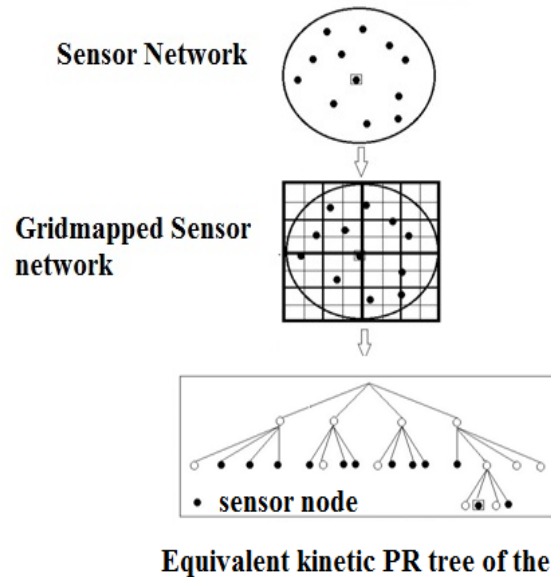 Sensor Network
Gridmapped Sensor
network
sensor node
Equivalent kinetic PR tree of the